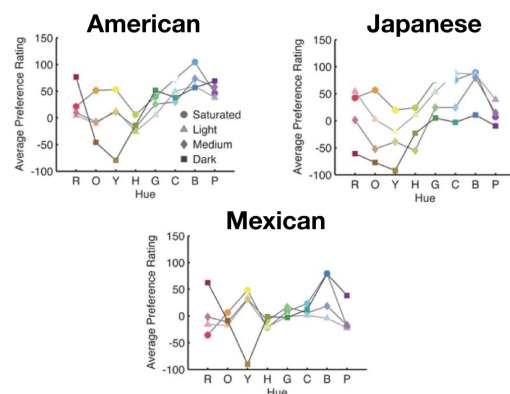 American
Japanese
Average Preference Rating
150
100
50
0
-50
-100
R O Y H G C B P
Hue
Saturated
Light
Medium
Dark
Average Preference Rating
100
50
0
-50
-100
R O Y H G C B P
Hue
Mexican
Average Preference Rating
150
100
50
0
-50
-100
R O Y H G C B P
Hue